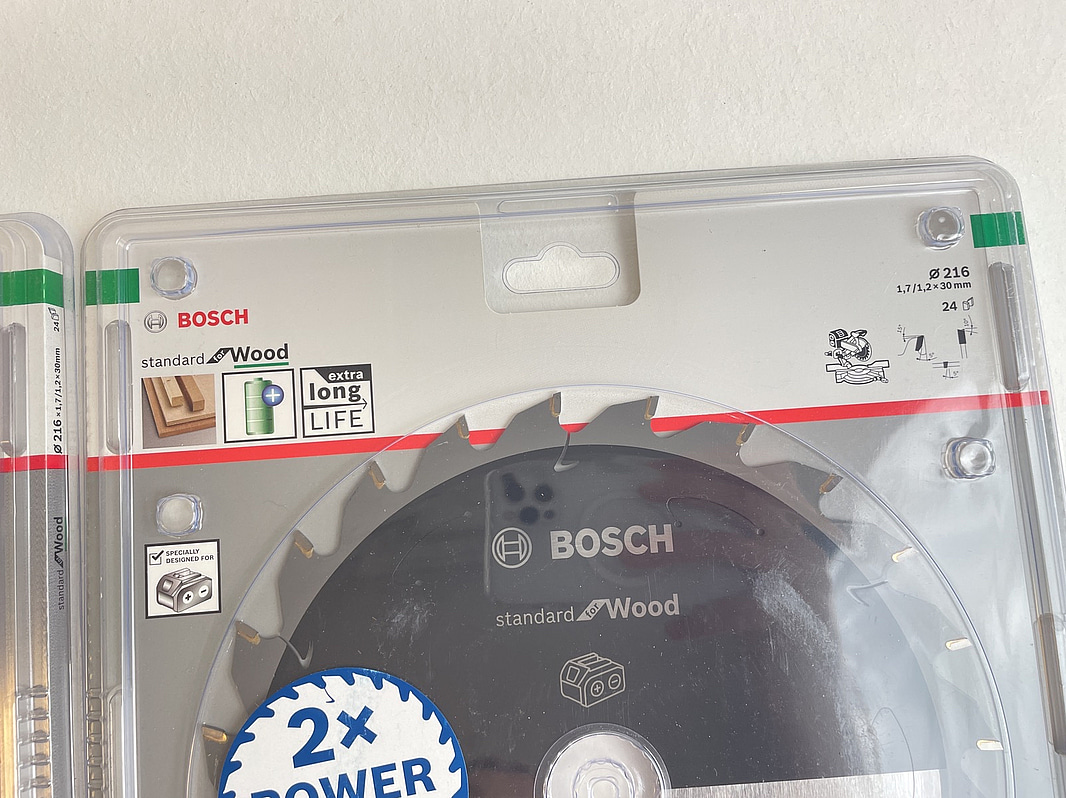 BOSCH
standard for Wood
extra
long
LIFE
Ø 216
1,7/1,2×30 mm
24
SPECIALLY
DESIGNED FOR
BOSCH
standard for Wood
2×
POWER
24
Ø 216 ×1,7/1,2×30mm
standard for Wood